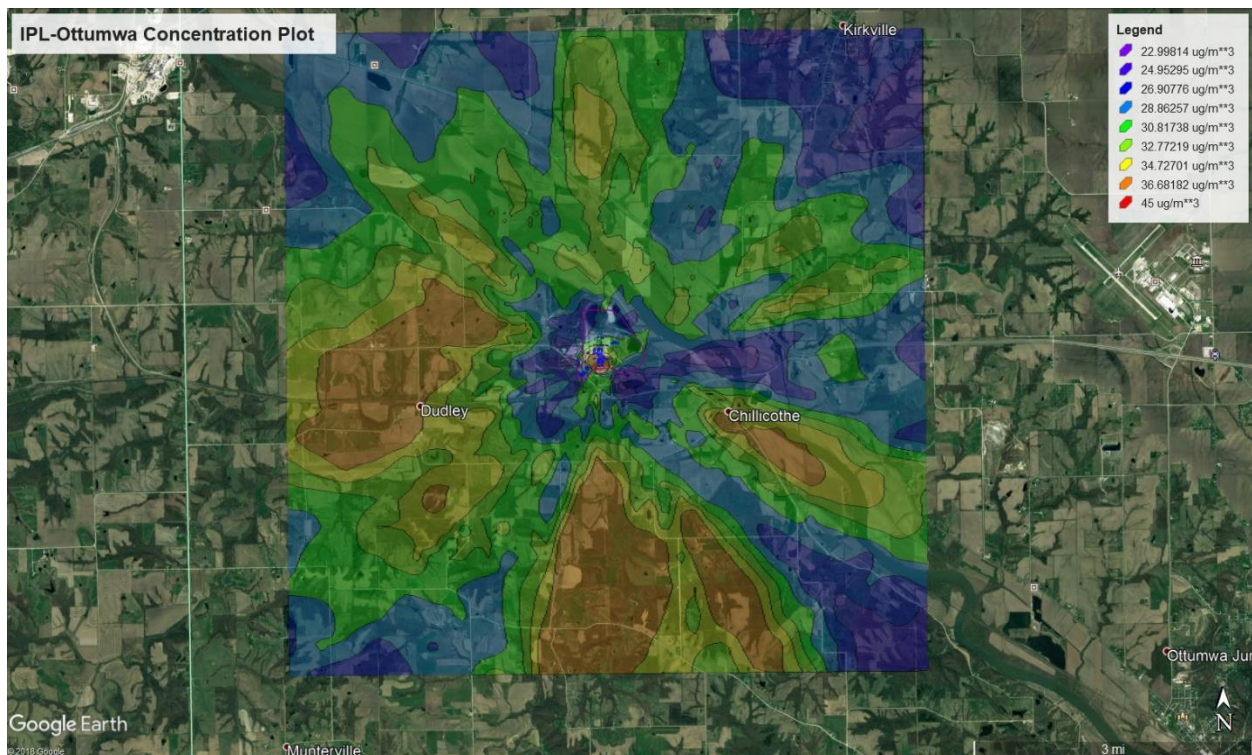 IPL-Ottumwa Concentration Plot
Kirkville
Legend
22.99814 ug/m**3
24.95295 ug/m**3
26.90776 ug/m**3
28.86257 ug/m**3
30.81738 ug/m**3
32.77219 ug/m**3
34.72701 ug/m**3
36.68182 ug/m**3
45 ug/m**3
Dudley
Chillicothe
Ottumwa Jun
N
Google Earth
© 2018 Google
Munterville
3 mi